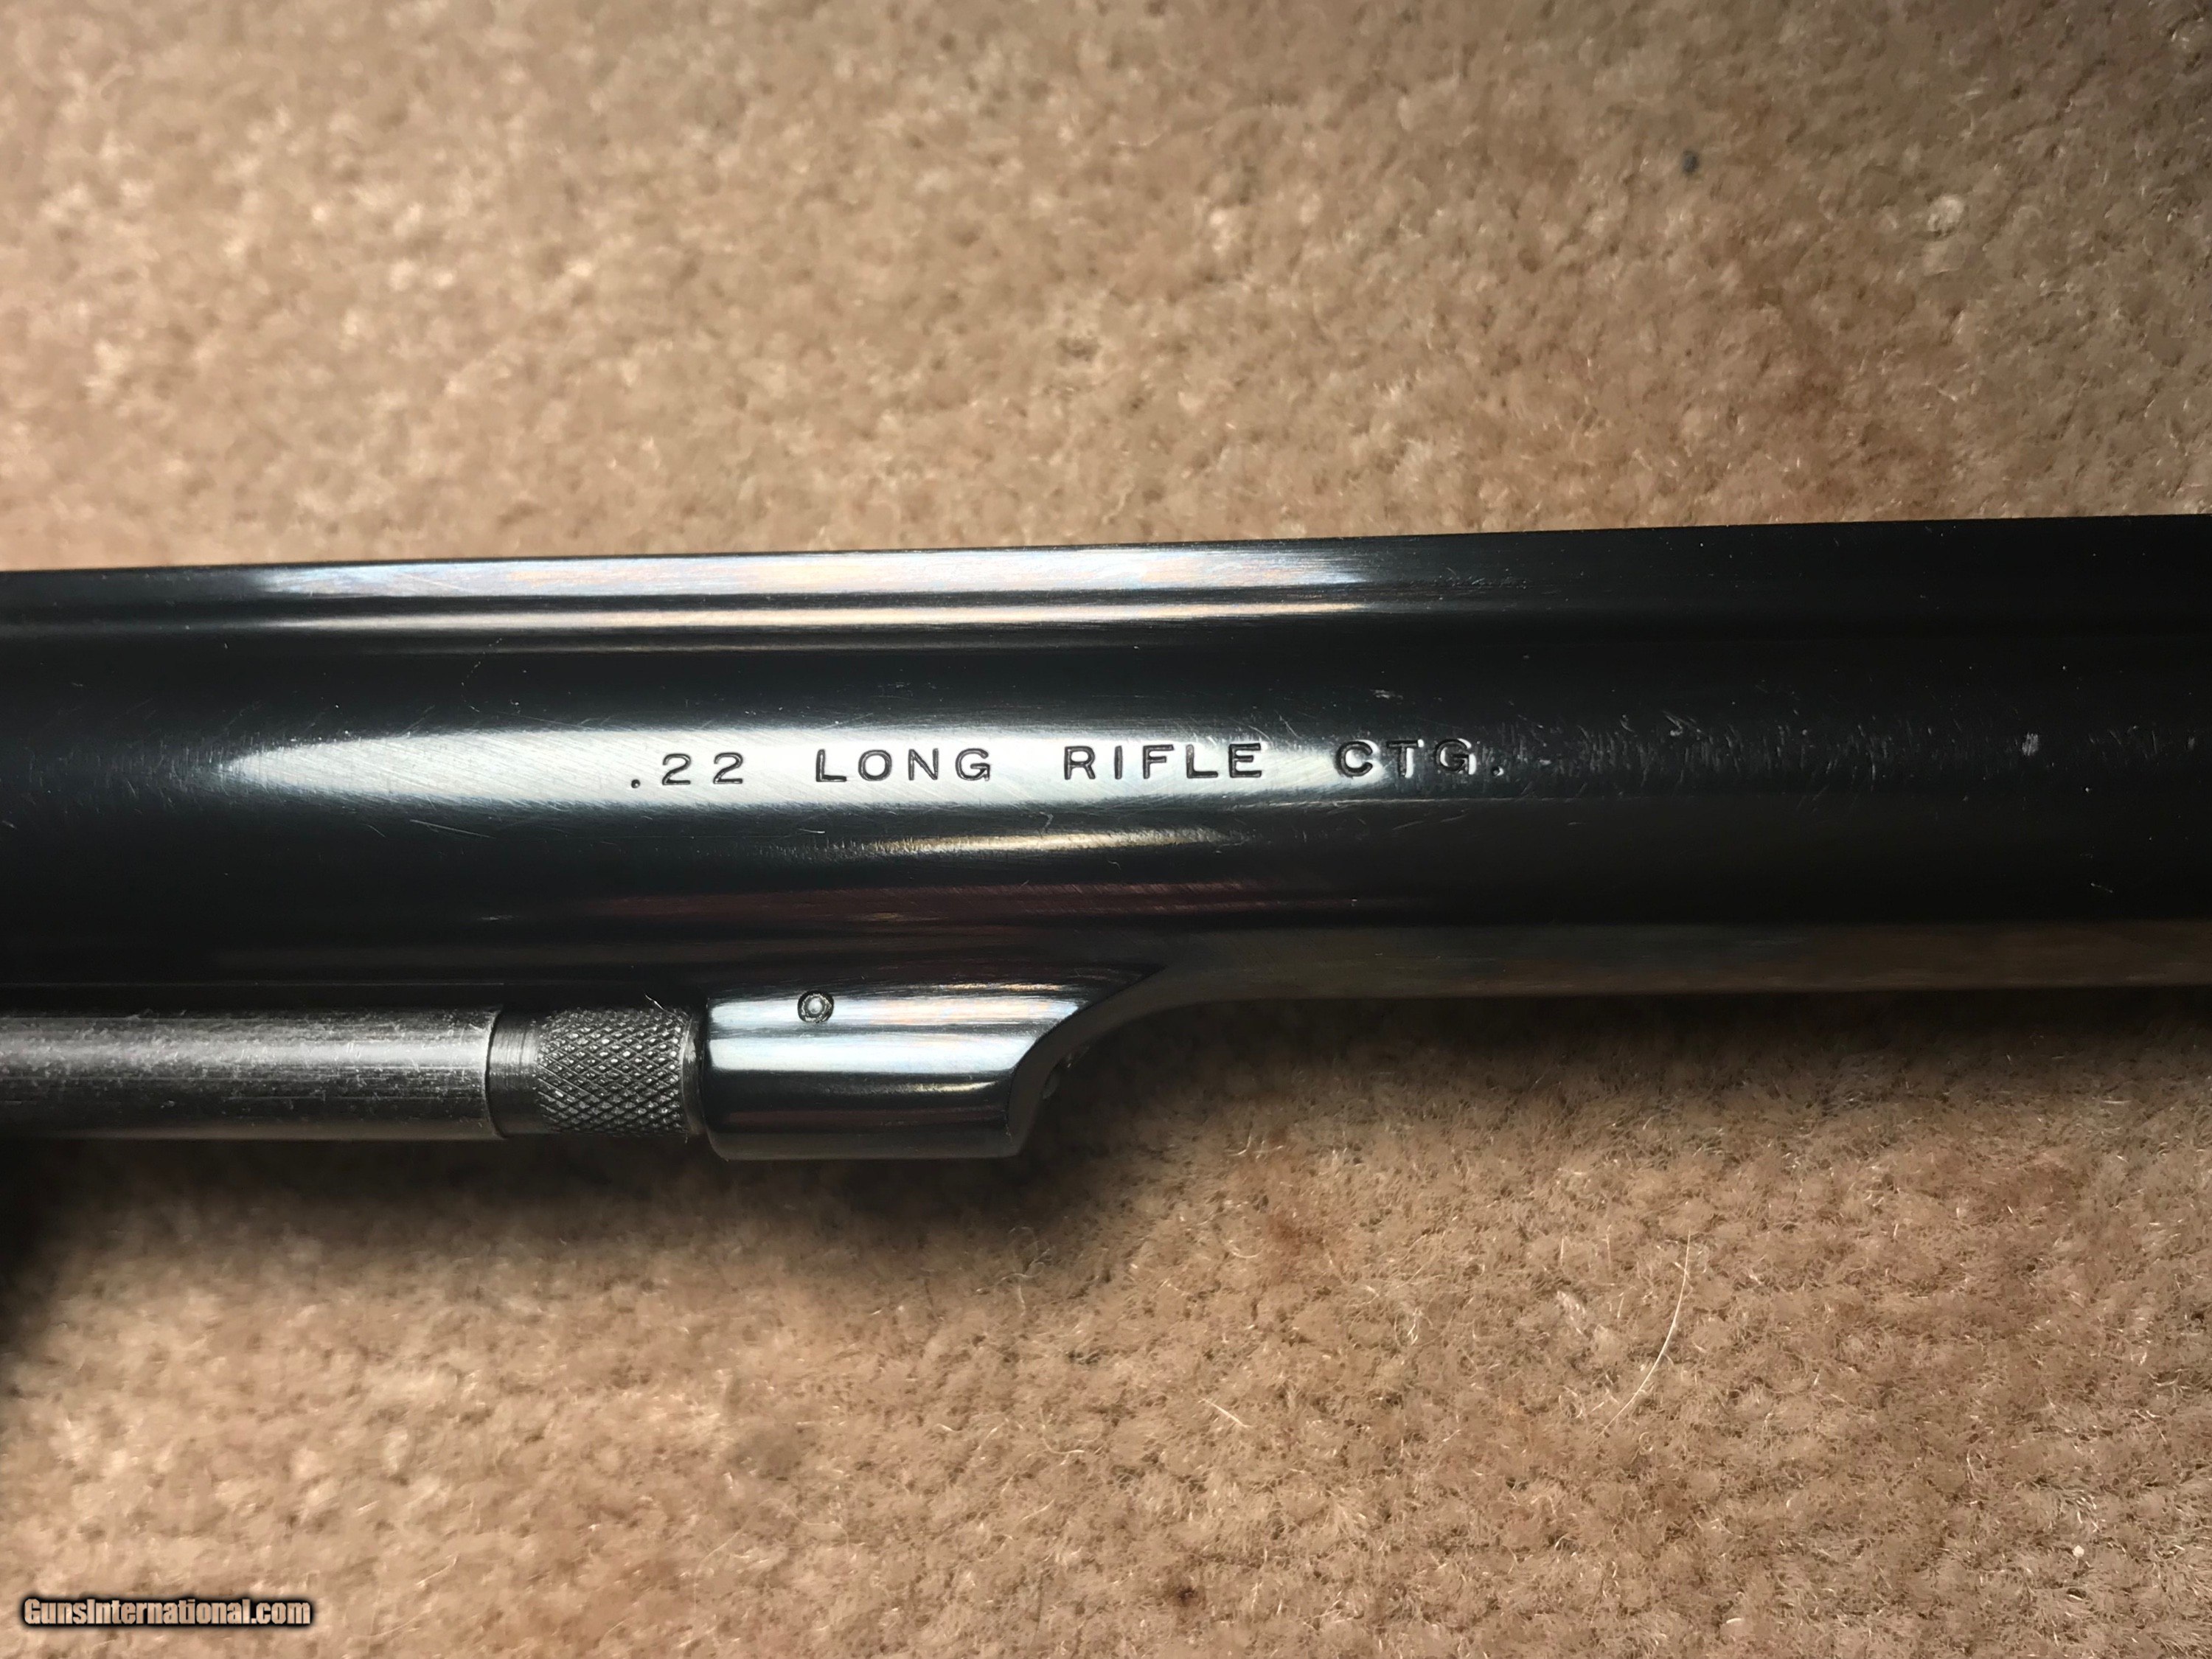 .22 LONG RIFLE CTG.
GunsInternational.com